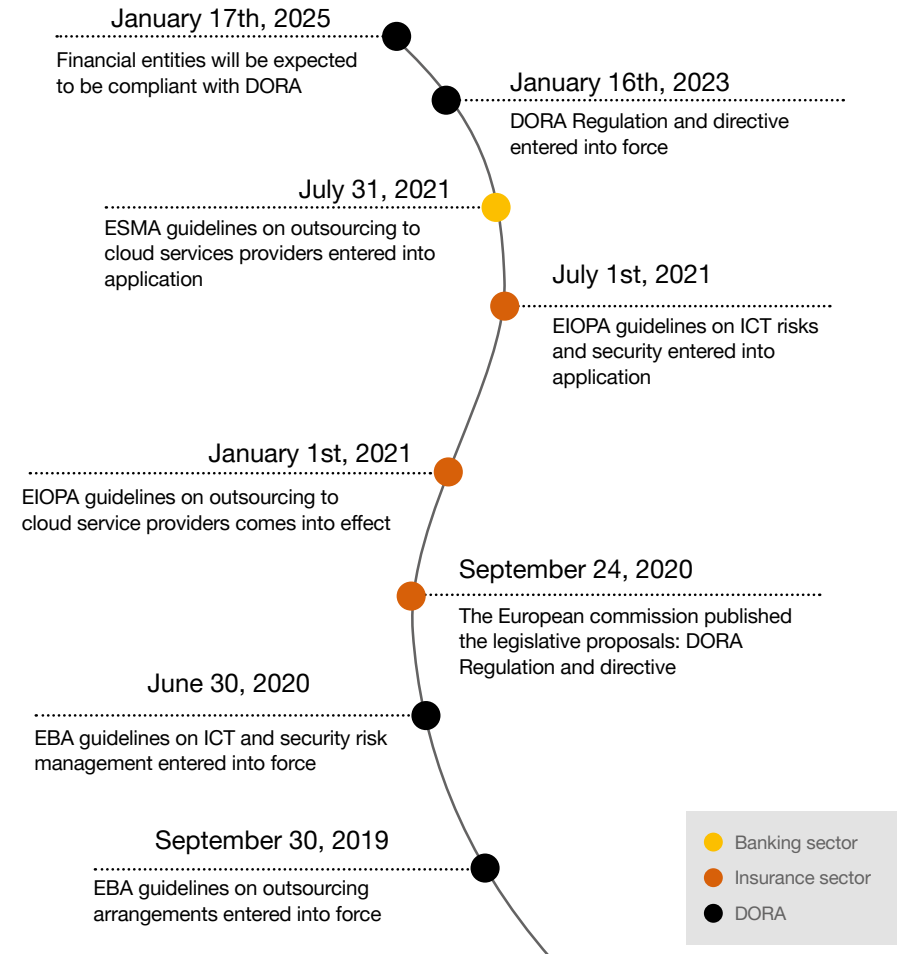 January 17th, 2025
Financial entities will be expected
to be compliant with DORA
January 16th, 2023
DORA Regulation and directive
entered into force
July 31, 2021
ESMA guidelines on outsourcing to
cloud services providers entered into
application
July 1st, 2021
EIOPA guidelines on ICT risks
and security entered into
application
January 1st, 2021
EIOPA guidelines on outsourcing to
cloud service providers comes into effect
September 24, 2020
The European commission published
the legislative proposals: DORA
Regulation and directive
June 30, 2020
EBA guidelines on ICT and security risk
management entered into force
September 30, 2019
EBA guidelines on outsourcing
arrangements entered into force
Banking sector
Insurance sector
DORA